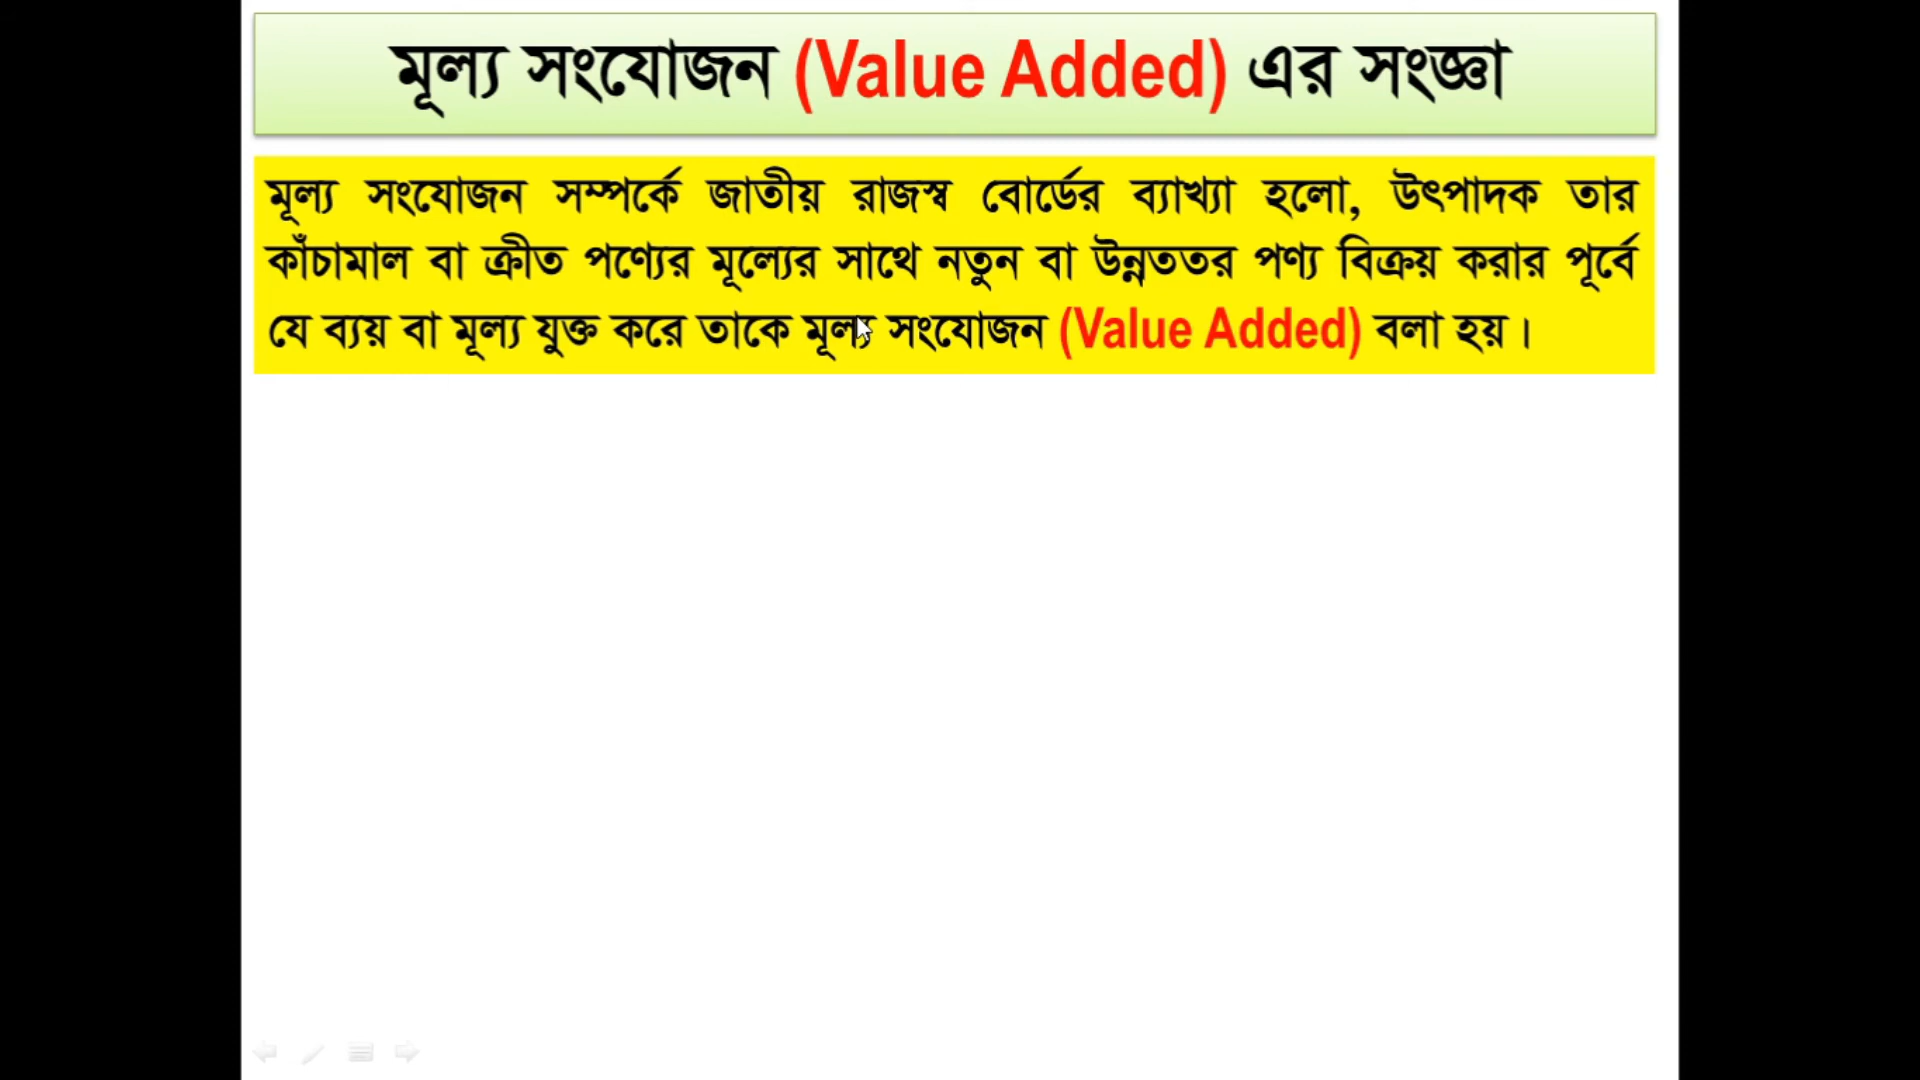 মূল্য সংযোজন (Value Added) এর সংজ্ঞা
মূল্য সংযোজন সম্পর্কে জাতীয় রাজস্ব বোর্ডের ব্যাখ্যা হলো, উৎপাদক তার
কাঁচামাল বা ক্রীত পণ্যের মূল্যের সাথে নতুন বা উন্নততর পণ্য বিক্রয় করার পূর্বে
যে ব্যয় বা মূল্য যুক্ত করে তাকে মূল্য সংযোজন (Value Added) বলা হয়।